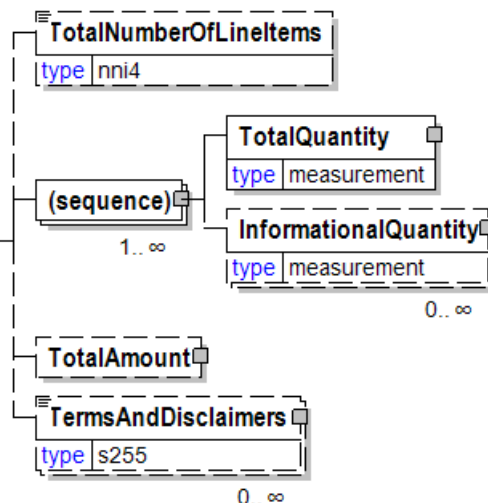 TotalNumberOfLineItems
type nni4
TotalQuantity
type measurement
(sequence)
1.. ∞
InformationalQuantity
type measurement
0.. ∞
TotalAmount
TermsAndDisclaimers
type s255
0.. ∞